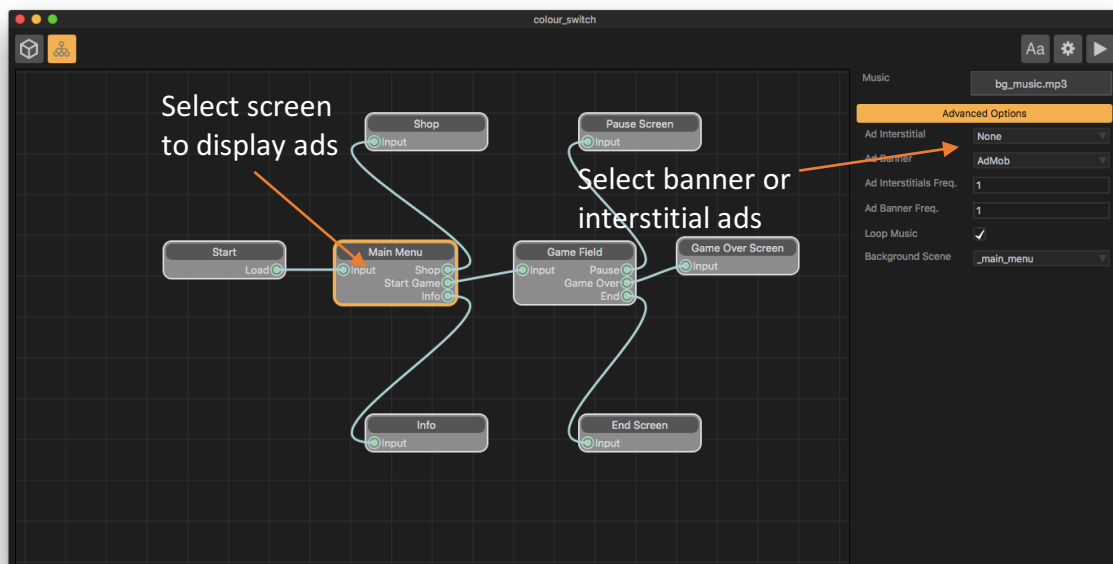 colour_switch
Aa
Select screen
to display ads
Shop
Input
Pause Screen
Input
Select banner or
interstitial ads
Start
Load
Main Menu
Input Shop
Start Game
Info
Game Field
Input Pause
Game Over
End
Game Over Screen
Input
Info
Input
End Screen
Input
Music bg_music.mp3
Advanced Options
Ad Interstitial None
Ad Banner AdMob
Ad Interstitials Freq. 1
Ad Banner Freq. 1
Loop Music
Background Scene _main_menu